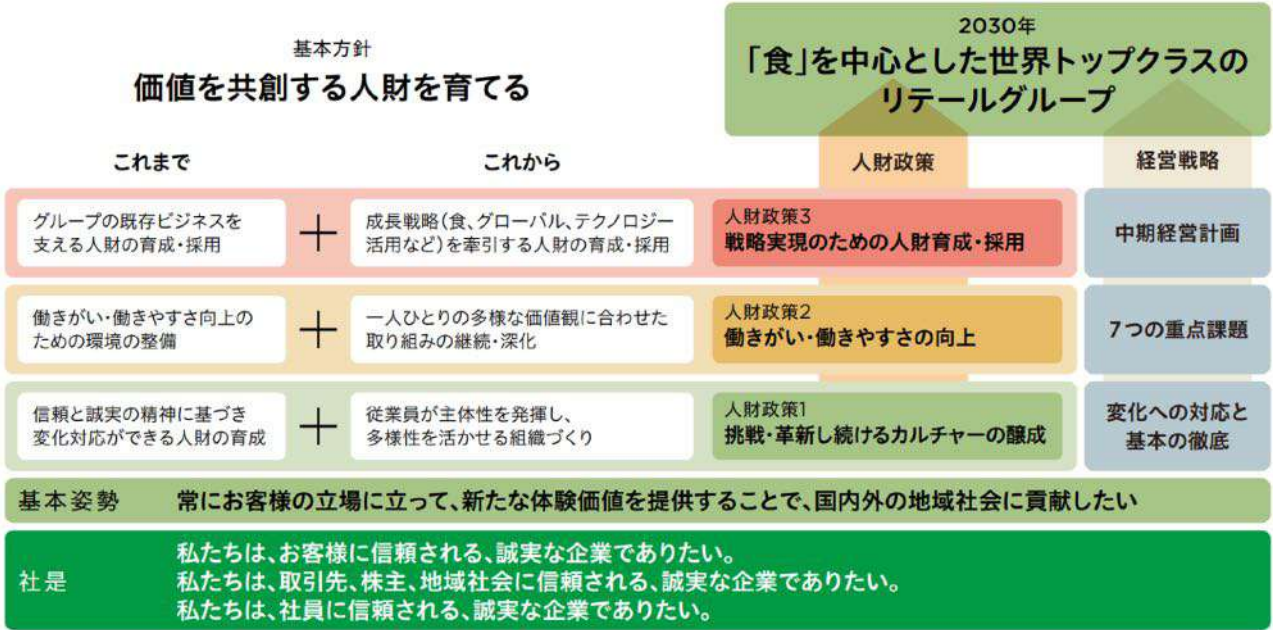 基本方針
価値を共創する人財を育てる
2030年
「食」を中心とした世界トップクラスの
リテールグループ
これまで
これから
人財政策
経営戦略
グループの既存ビジネスを
支える人財の育成・採用
＋
成長戦略(食、グローバル、テクノロジー
活用など)を牽引する人財の育成・採用
人財政策3
戦略実現のための人財育成・採用
中期経営計画
働きがい・働きやすさ向上の
ための環境の整備
＋
一人ひとりの多様な価値観に合わせた
取り組みの継続・深化
人財政策2
働きがい・働きやすさの向上
7つの重点課題
信頼と誠実の精神に基づき
変化対応ができる人財の育成
＋
従業員が主体性を発揮し、
多様性を活かせる組織づくり
人財政策1
挑戦・革新し続けるカルチャーの醸成
変化への対応と
基本の徹底
基本姿勢
常にお客様の立場に立って、新たな体験価値を提供することで、国内外の地域社会に貢献したい
社是
私たちは、お客様に信頼される、誠実な企業でありたい。
私たちは、取引先、株主、地域社会に信頼される、誠実な企業でありたい。
私たちは、社員に信頼される、誠実な企業でありたい。